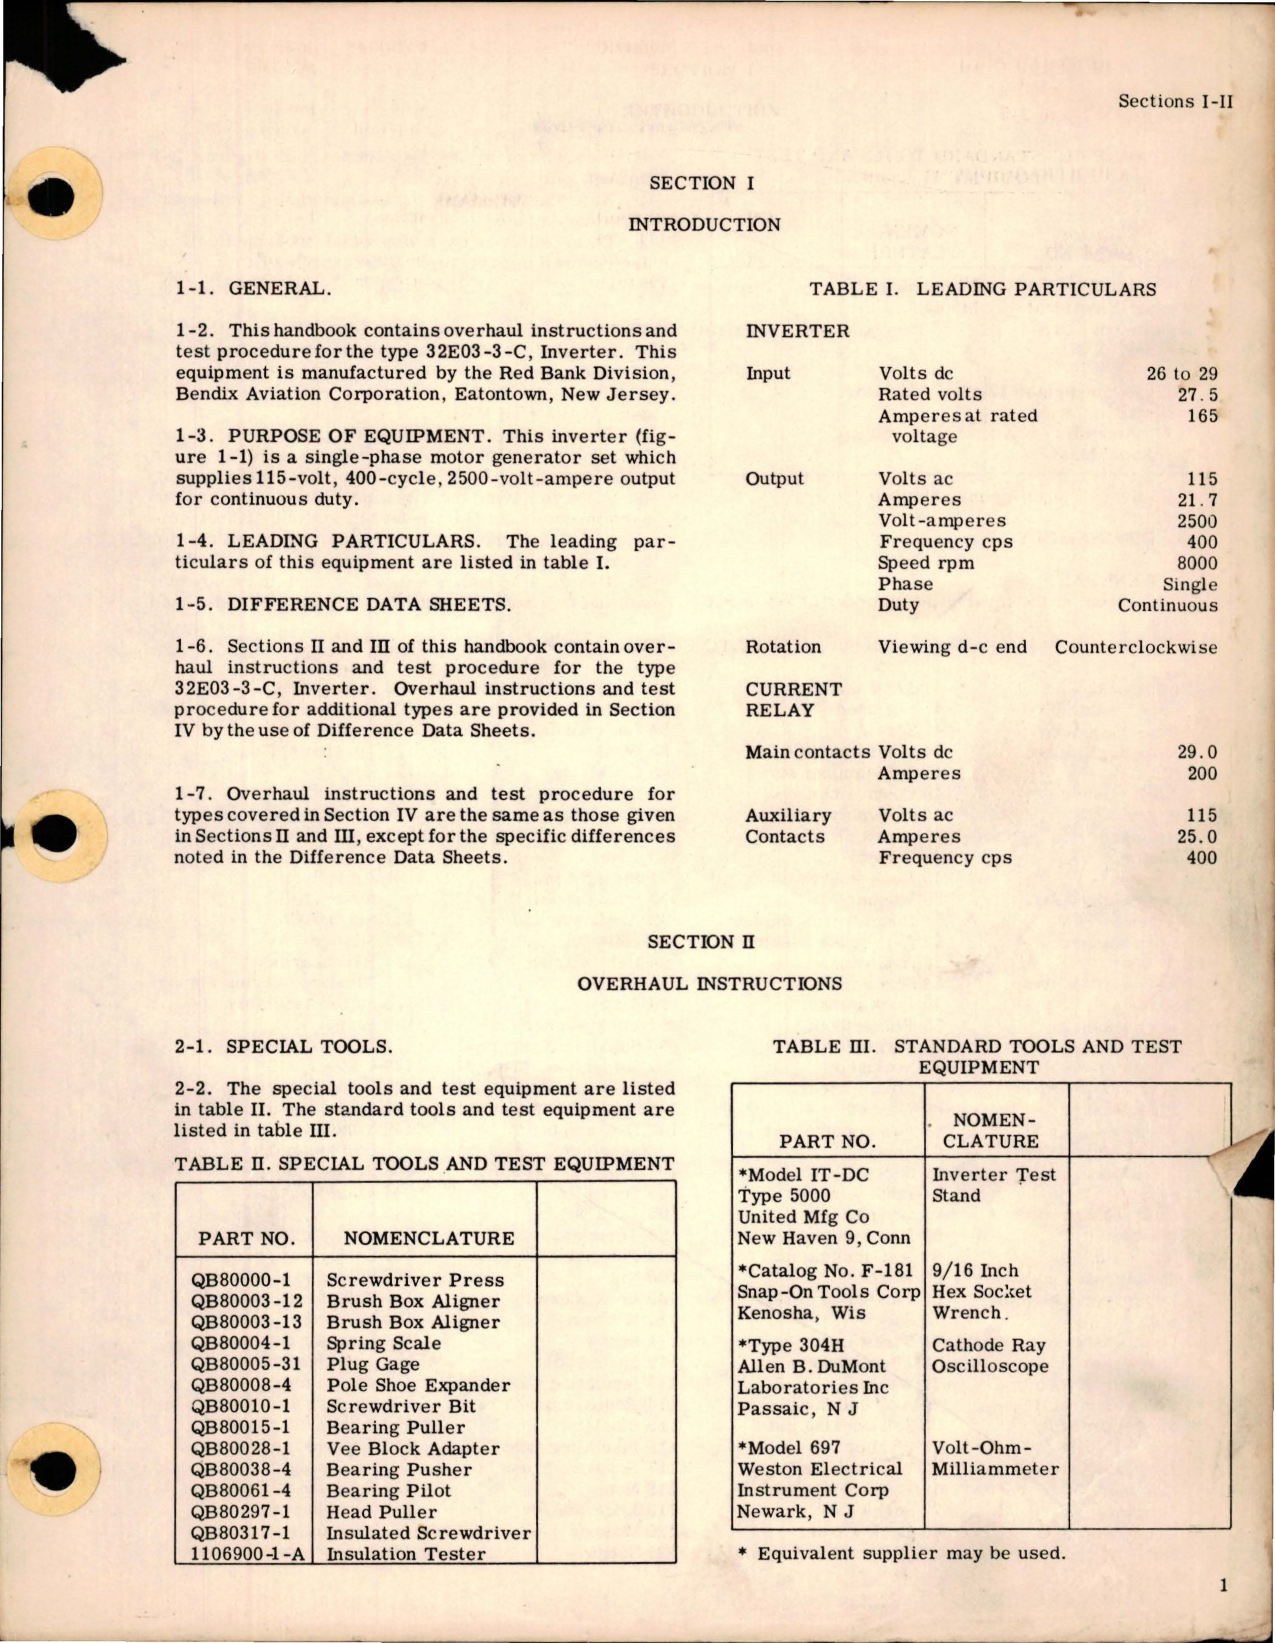 Sections I-II
SECTION I
INTRODUCTION
1-1. GENERAL.
1-2. This handbook contains overhaul instructions and
test procedure for the type 32E03-3-C, Inverter. This
equipment is manufactured by the Red Bank Division,
Bendix Aviation Corporation, Eatontown, New Jersey.
1-3. PURPOSE OF EQUIPMENT. This inverter (fig-
ure 1-1) is a single-phase motor generator set which
supplies 115-volt, 400-cycle, 2500-volt-ampere output
for continuous duty.
1-4. LEADING PARTICULARS. The leading par-
ticulars of this equipment are listed in table I.
1-5. DIFFERENCE DATA SHEETS.
1-6. Sections II and III of this handbook contain over-
haul instructions and test procedure for the type
32E03-3-C, Inverter. Overhaul instructions and test
procedure for additional types are provided in Section
IV by the use of Difference Data Sheets.
1-7. Overhaul instructions and test procedure for
types covered in Section IV are the same as those given
in Sections II and III, except for the specific differences
noted in the Difference Data Sheets.
TABLE I. LEADING PARTICULARS
INVERTER
Input Volts dc 26 to 29
Rated volts 27.5
Amperes at rated 165
voltage
Output Volts ac 115
Amperes 21.7
Volt-amperes 2500
Frequency cps 400
Speed rpm 8000
Phase Single
Duty Continuous
Rotation Viewing d-c end Counterclockwise
CURRENT
RELAY
Main contacts Volts dc 29.0
Amperes 200
Auxiliary Volts ac 115
Contacts Amperes 25.0
Frequency cps 400
SECTION II
OVERHAUL INSTRUCTIONS
2-1. SPECIAL TOOLS.
2-2. The special tools and test equipment are listed
in table II. The standard tools and test equipment are
listed in table III.
TABLE II. SPECIAL TOOLS AND TEST EQUIPMENT
PART NO. NOMENCLATURE
QB80000-1 Screwdriver Press
QB80003-12 Brush Box Aligner
QB80003-13 Brush Box Aligner
QB80004-1 Spring Scale
QB80005-31 Plug Gage
QB80008-4 Pole Shoe Expander
QB80010-1 Screwdriver Bit
QB80015-1 Bearing Puller
QB80028-1 Vee Block Adapter
QB80038-4 Bearing Pusher
QB80061-4 Bearing Pilot
QB80297-1 Head Puller
QB80317-1 Insulated Screwdriver
1106900-1-A Insulation Tester
TABLE III. STANDARD TOOLS AND TEST
EQUIPMENT
NOMEN-
PART NO. CLATURE
*Model IT-DC Inverter Test
Type 5000 Stand
United Mfg Co
New Haven 9, Conn
*Catalog No. F-181 9/16 Inch
Snap-On Tools Corp Hex Socket
Kenosha, Wis Wrench.
*Type 304H Cathode Ray
Allen B. DuMont Oscilloscope
Laboratories Inc
Passaic, N J
*Model 697 Volt-Ohm-
Weston Electrical Milliammeter
Instrument Corp
Newark, N J
* Equivalent supplier may be used.
1